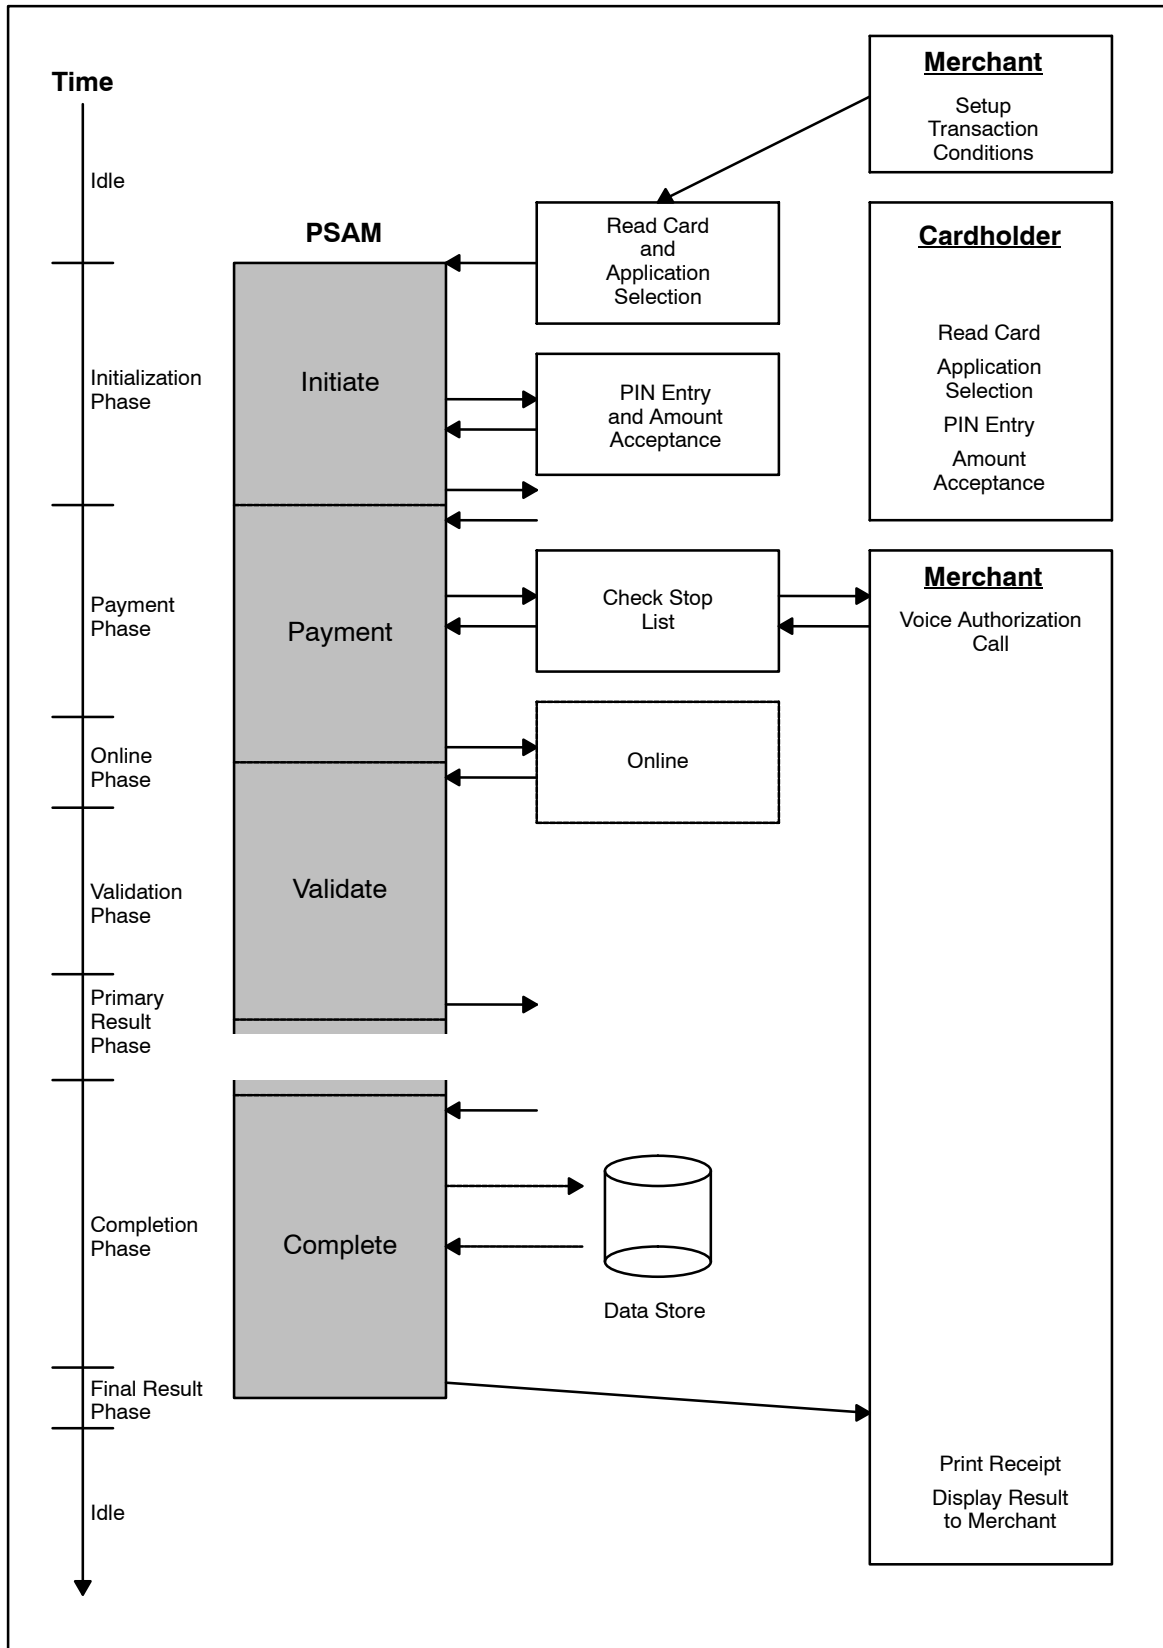 Time
Idle
Initialization
Phase
Payment
Phase
Online
Phase
Validation
Phase
Primary
Result
Phase
Completion
Phase
Final Result
Phase
Idle
PSAM
Initiate
Payment
Validate
Complete
Read Card
and
Application
Selection
PIN Entry
and Amount
Acceptance
Check Stop
List
Online
Data Store
Merchant
Setup
Transaction
Conditions
Cardholder
Read Card
Application
Selection
PIN Entry
Amount
Acceptance
Merchant
Voice Authorization
Call
Print Receipt
Display Result
to Merchant